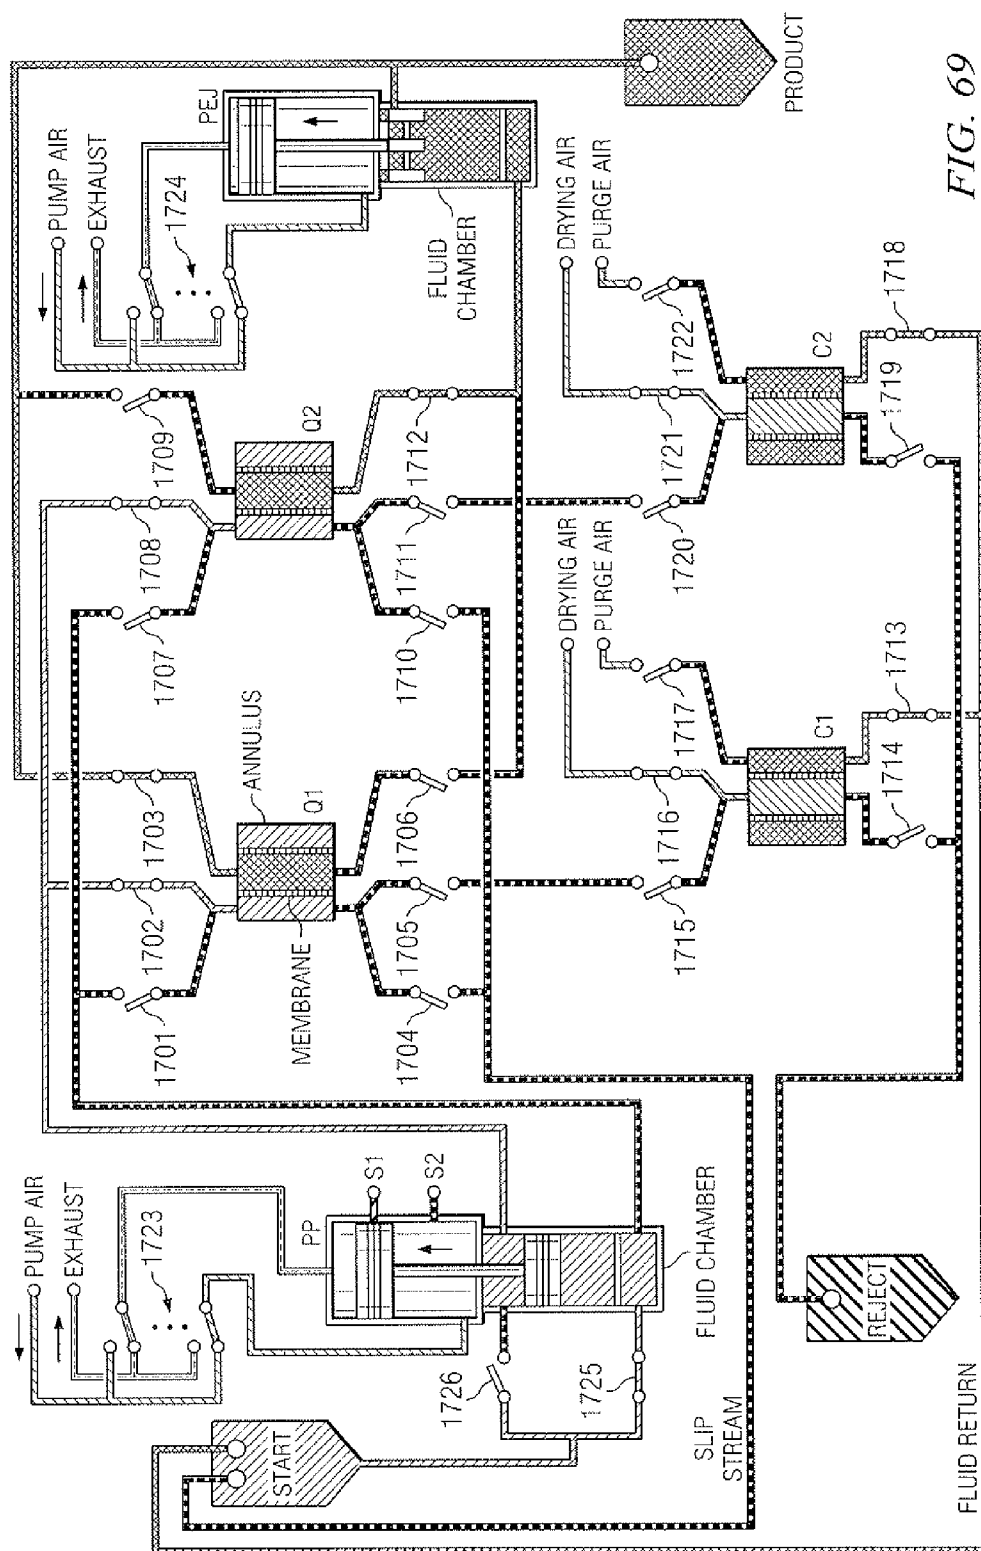 PUMP AIR
EXHAUST
1723
START
PP
S1
S2
1726
1725
SLIP
STREAM
FLUID CHAMBER
REJECT
FLUID RETURN
1701
1702
1703
ANNULUS
MEMBRANE
Q1
1704
1705
1706
1707
1708
1709
Q2
1710
1711
1712
PUMP AIR
EXHAUST
1724
PEJ
FLUID
CHAMBER
PRODUCT
DRYING AIR
PURGE AIR
1715
1716
1717
C1
1714
1713
DRYING AIR
PURGE AIR
1720
1721
1722
C2
1719
1718
FIG. 69